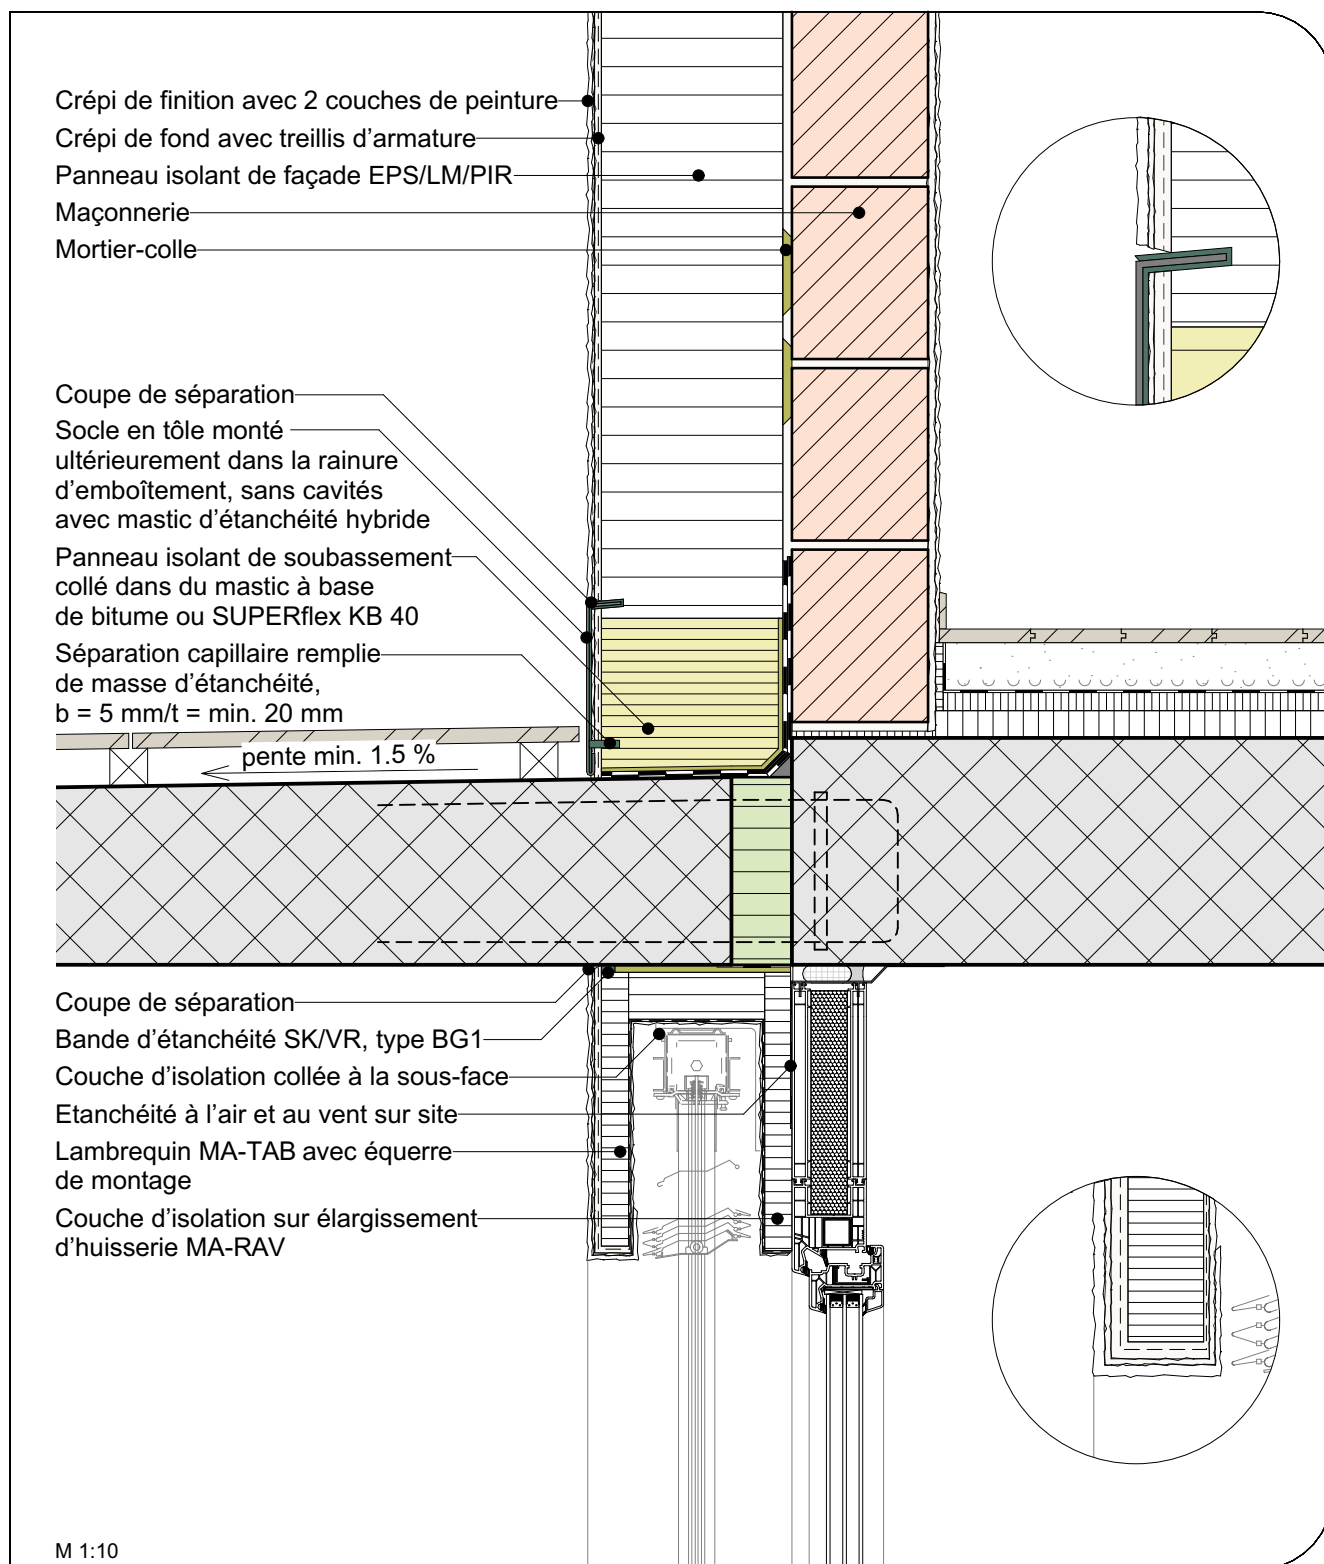 Crépi de finition avec 2 couches de peinture
Crépi de fond avec treillis d'armature
Panneau isolant de façade EPS/LM/PIR
Maçonnerie
Mortier-colle
Coupe de séparation
Socle en tôle monté
ultérieurement dans la rainure
d'emboîtement, sans cavités
avec mastic d'étanchéité hybride
Panneau isolant de soubassement
collé dans du mastic à base
de bitume ou SUPERflex KB 40
Séparation capillaire remplie
de masse d'étanchéité,
b = 5 mm/t = min. 20 mm
pente min. 1.5 %
Coupe de séparation
Bande d'étanchéité SK/VR, type BG1
Couche d'isolation collée à la sous-face
Etanchéité à l'air et au vent sur site
Lambrequin MA-TAB avec équerre
de montage
Couche d'isolation sur élargissement
d'huisserie MA-RAV
M 1:10